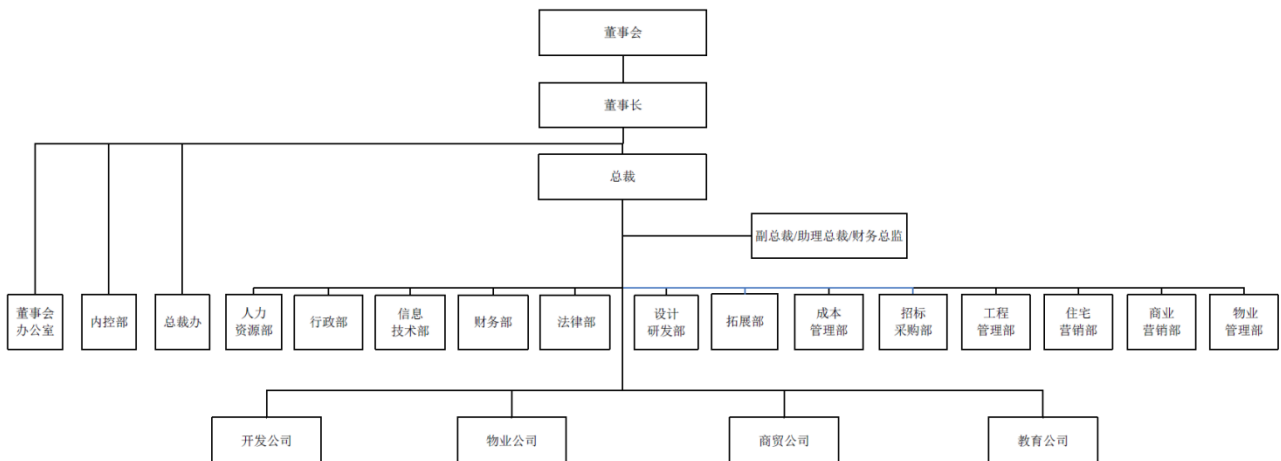 董事会
董事长
总裁
副总裁/助理总裁/财务总监
董事会
办公室
内控部
总裁办
人力
资源部
行政部
信息
技术部
财务部
法律部
设计
研发部
拓展部
成本
管理部
招标
采购部
工程
管理部
住宅
营销部
商业
营销部
物业
管理部
开发公司
物业公司
商贸公司
教育公司